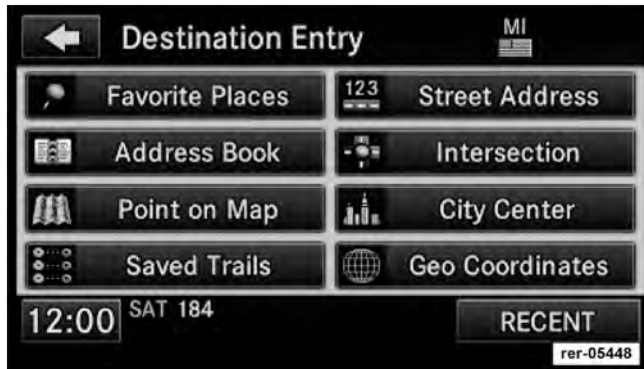 Destination Entry
MI
Favorite Places
123
Street Address
Address Book
Intersection
Point on Map
City Center
Saved Trails
Geo Coordinates
12:00
SAT 184
RECENT
rer-05448